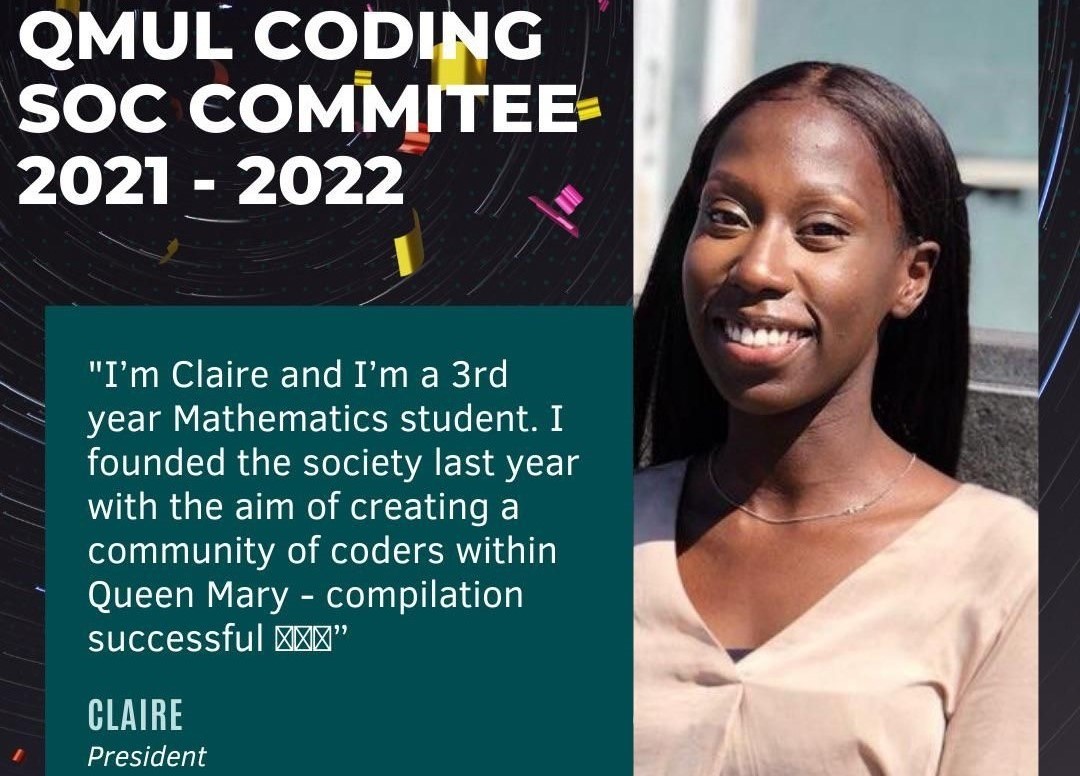 QMUL CODING
SOC COMMITEE
2021 - 2022
"I’m Claire and I’m a 3rd
year Mathematics student. I
founded the society last year
with the aim of creating a
community of coders within
Queen Mary - compilation
successful ”
CLAIRE
President